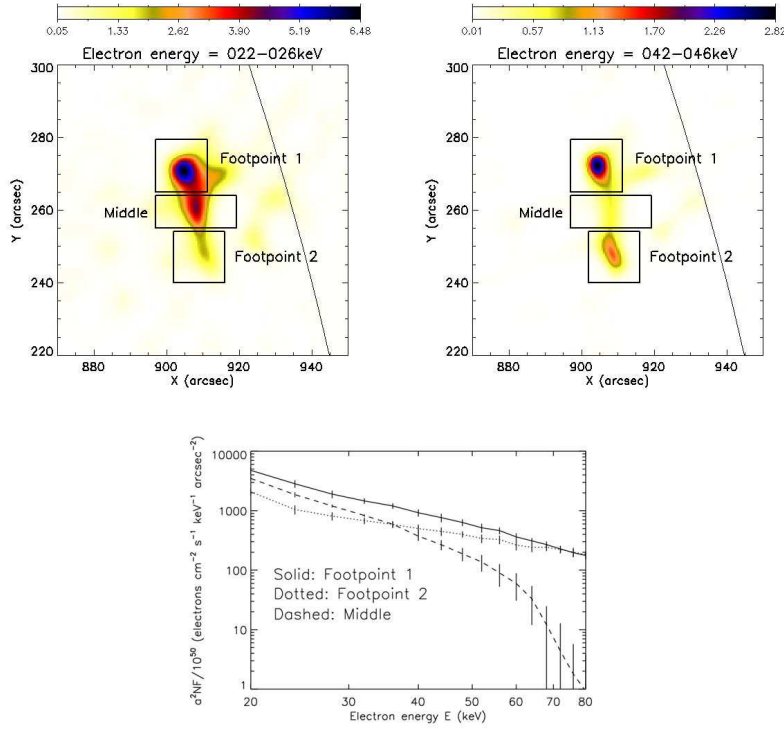 0.05 1.33 2.62 3.90 5.19 6.48
Electron energy = 022-026keV
300
280
260
240
220
Y (arcsec)
Footpoint 1
Middle
Footpoint 2
880 900 920 940
X (arcsec)
0.01 0.57 1.13 1.70 2.26 2.82
Electron energy = 042-046keV
300
280
260
240
220
Y (arcsec)
Footpoint 1
Middle
Footpoint 2
880 900 920 940
X (arcsec)
a²NF/10⁵⁰ (electrons cm⁻² s⁻¹ keV⁻¹ arcsec⁻²)
10000
1000
100
10
1
Solid: Footpoint 1
Dotted: Footpoint 2
Dashed: Middle
20 30 40 50 60 70 80
Electron energy E (keV)